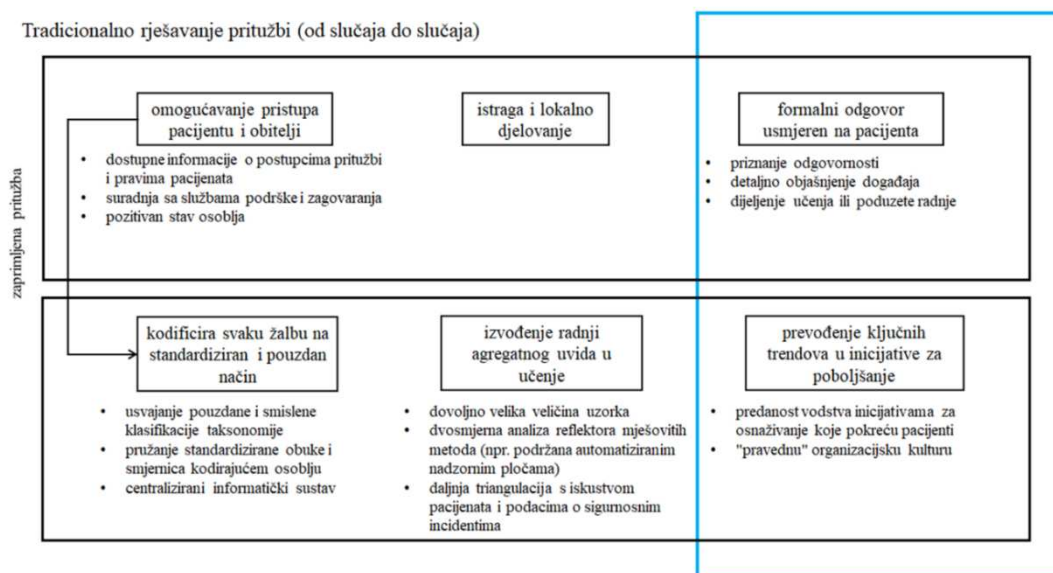 Tradicionalno rješavanje pritužbi (od slučaja do slučaja)
zaprimljena pritužba
omogućavanje pristupa
pacijentu i obitelji
• dostupne informacije o postupcima pritužbi
i pravima pacijenata
• suradnja sa službama podrške i zagovaranja
• pozitivan stav osoblja
istraga i lokalno
djelovanje
formalni odgovor
usmjeren na pacijenta
• priznanje odgovornosti
• detaljno objašnjenje događaja
• dijeljenje učenja ili poduzete radnje
kodificira svaku žalbu na
standardiziran i pouzdan
način
• usvajanje pouzdane i smislene
klasifikacije taksonomije
• pružanje standardizirane obuke i
smjernica kodirajućem osoblju
• centralizirani informatički sustav
izvođenje radnji
agregatnog uvida u
učenje
• dovoljno velika veličina uzorka
• dvosmjerna analiza reflektora mješovitih
metoda (npr. podržana automatiziranim
nadzornim pločama)
• daljnja triangulacija s iskustvom
pacijenata i podacima o sigurnosnim
incidentima
prevođenje ključnih
trendova u inicijative za
poboljšanje
• predanost vodstva inicijativama za
osnaživanje koje pokreću pacijenti
• "pravednu" organizacijsku kulturu